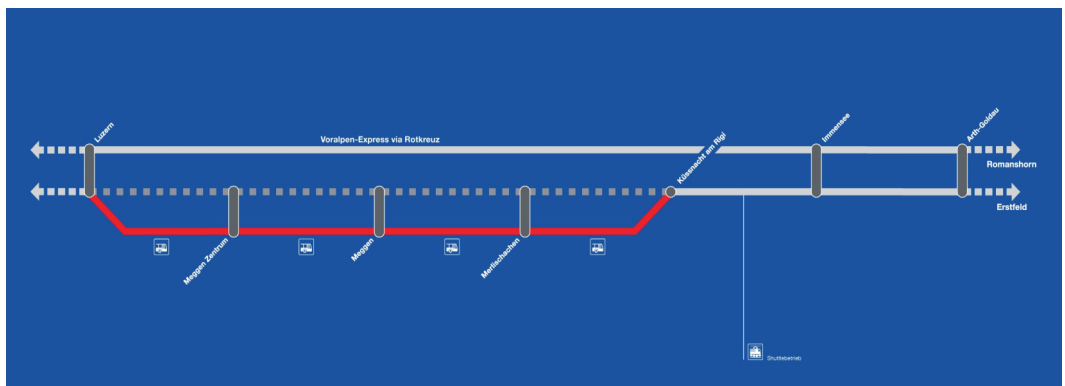 Luzern
Voralpen-Express via Rotkreuz
Küssnacht am Rigi
Immensee
Arth-Goldau
Romanshorn
Erstfeld
Meggen Zentrum
Meggen
Merlischachen
Shuttlebetrieb